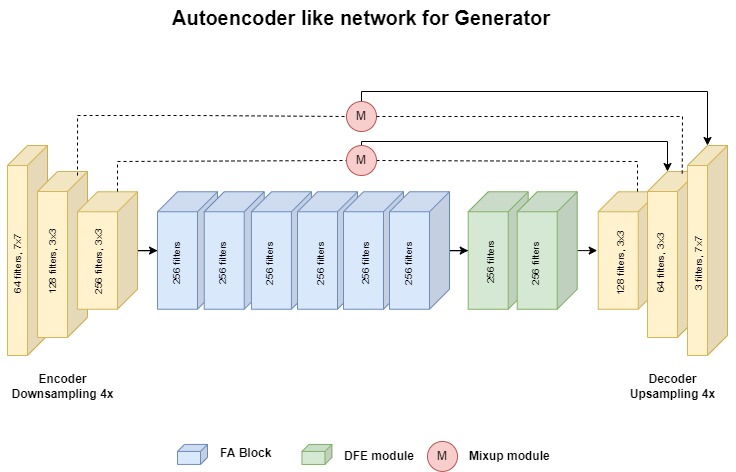 Autoencoder like network for Generator
M
M
64 filters, 7x7
128 filters, 3x3
256 filters, 3x3
256 filters
256 filters
256 filters
256 filters
256 filters
256 filters
256 filters
256 filters
128 filters, 3x3
64 filters, 3x3
3 filters, 7x7
Encoder
Downsampling 4x
Decoder
Upsampling 4x
FA Block
DFE module
M
Mixup module